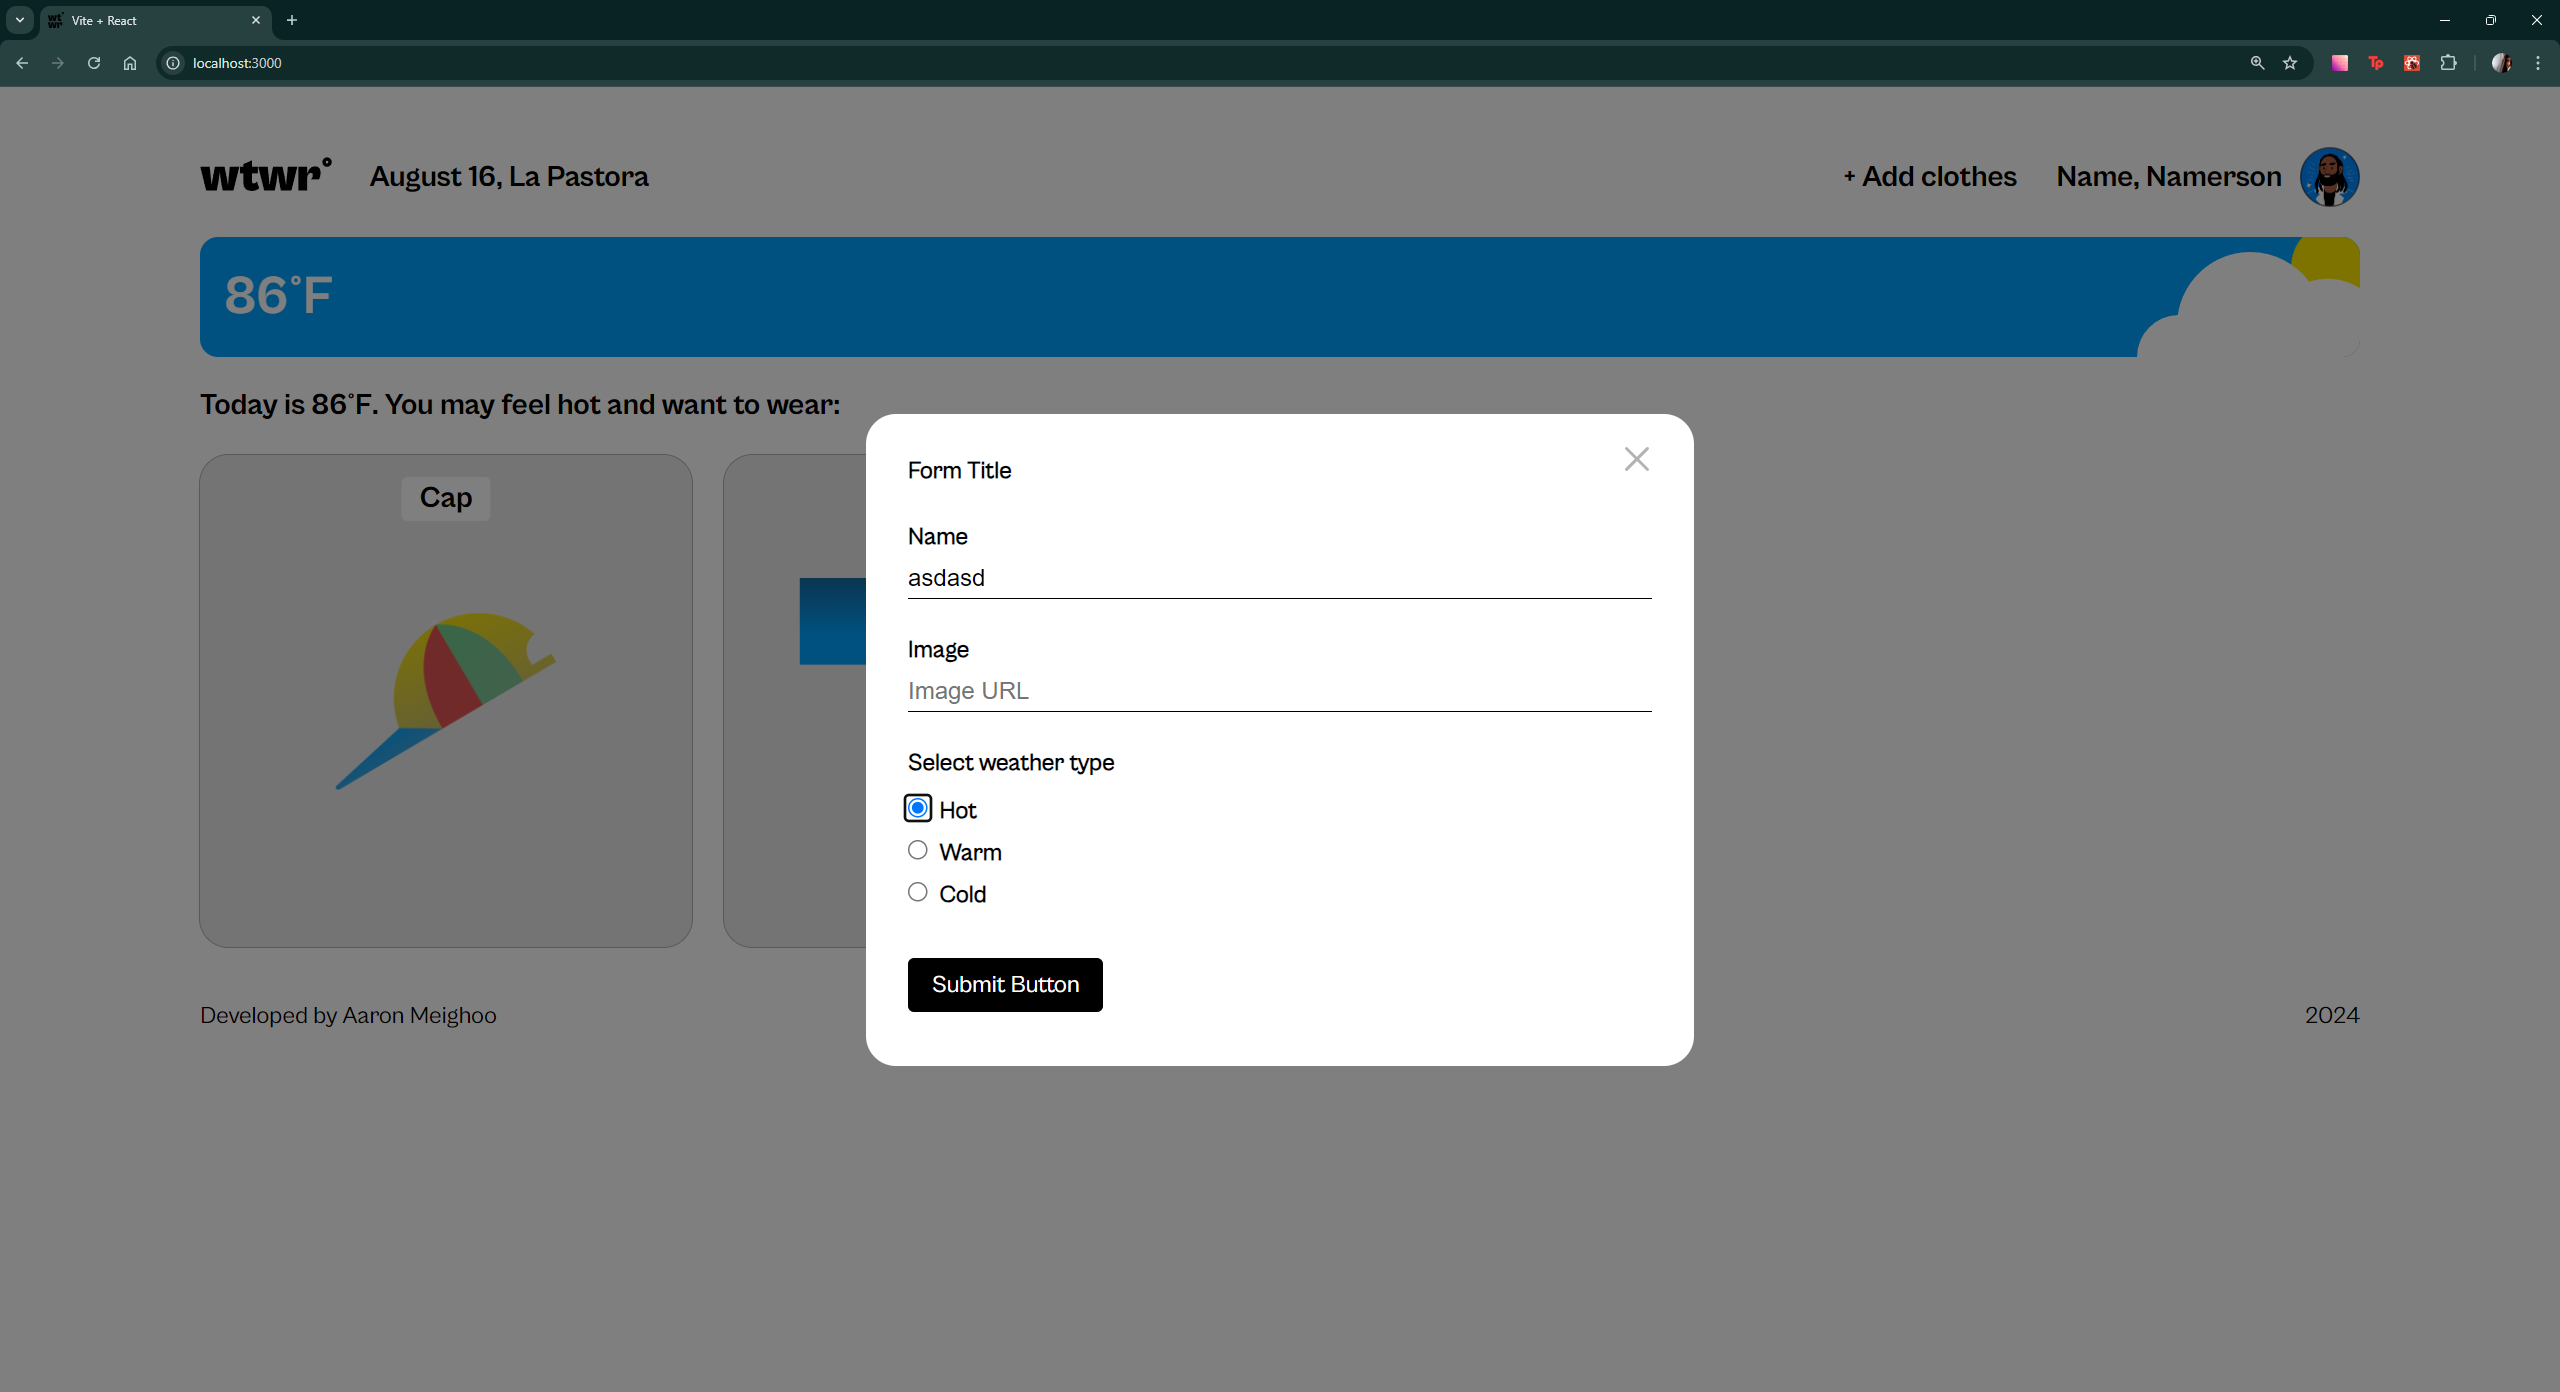 Vite + React
localhost:3000
wtwr°
August 16, La Pastora
+ Add clothes
Name, Namerson
86°F
Today is 86°F. You may feel hot and want to wear:
Cap
Form Title
Name
asdasd
Image
Image URL
Select weather type
Hot
Warm
Cold
Submit Button
Developed by Aaron Meighoo
2024